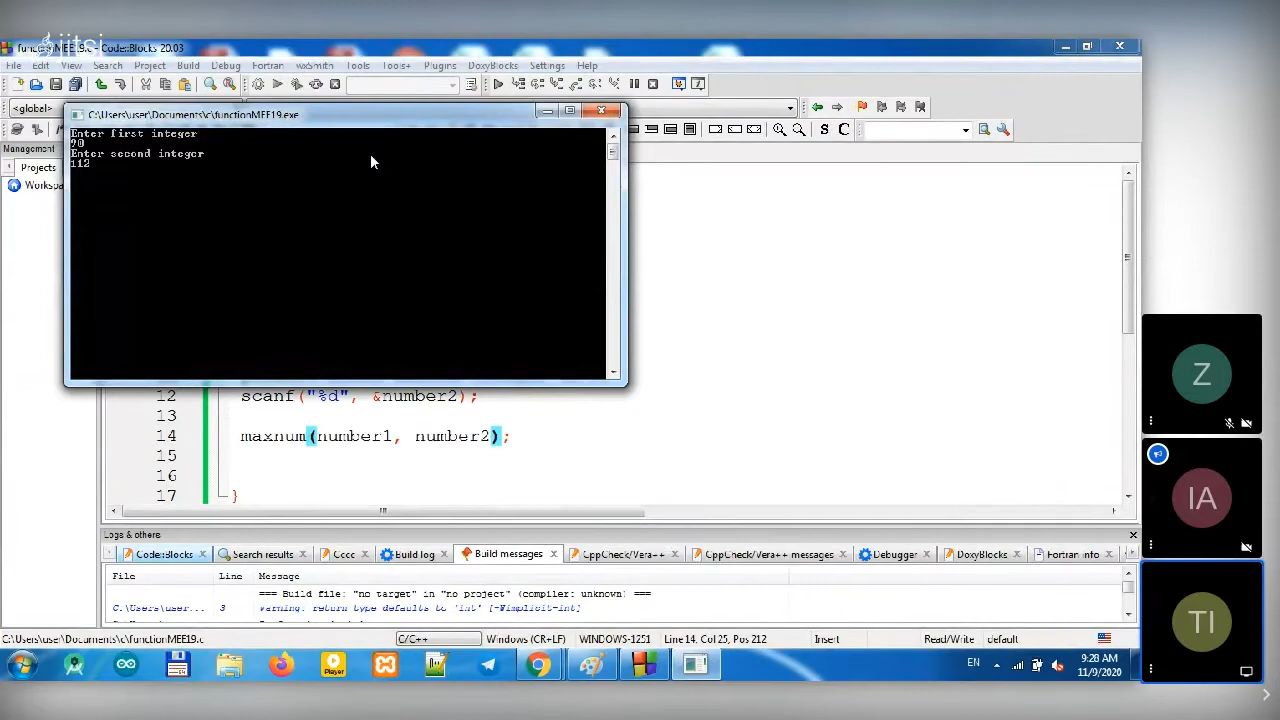 jitsi
functionMEE19.c - Code::Blocks 20.03
File Edit View Search Project Build Debug Fortran wxSmith Tools Tools+ Plugins DoxyBlocks Settings Help
<global>
S C
C:\Users\user\Documents\c\functionMEE19.exe
Enter first integer
90
Enter second integer
112
Management
Projects
Workspa
12 scanf("%d", &number2);
13
14 maxnum(number1, number2);
15
16
17 }
Logs & others
Code::Blocks Search results Cccc Build log Build messages CppCheck/Vera++ CppCheck/Vera++ messages Debugger DoxyBlocks Fortran info
File Line Message
=== Build file: "no target" in "no project" (compiler: unknown) ===
C:\Users\user... 3 warning: return type defaults to 'int' [-Wimplicit-int]
C:\Users\user\Documents\c\functionMEE19.c C/C++ Windows (CR+LF) WINDOWS-1251 Line 14, Col 25, Pos 212 Insert Read/Write default
Player
EN
9:28 AM
11/9/2020
Z
IA
TI